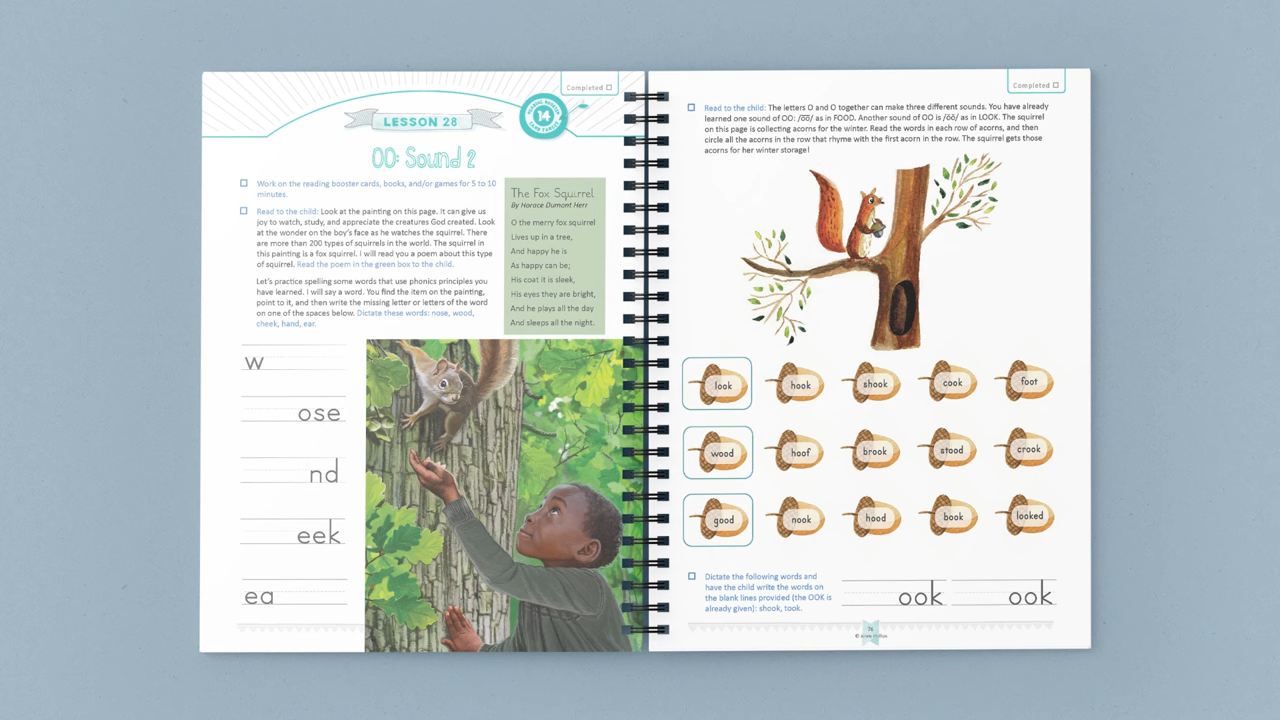 Completed
LESSON 28
14
OO: Sound 2
Work on the reading booster cards, books, and/or games for 5 to 10
minutes.
Read to the child: Look at the painting on this page. It can give us
joy to watch, study, and appreciate the creatures God created. Look
at the wonder on the boy's face as he watches the squirrel. There
are more than 200 types of squirrels in the world. The squirrel in
this painting is a fox squirrel. I will read you a poem about this type
of squirrel. Read the poem in the green box to the child.
Let's practice spelling some words that use phonics principles you
have learned. I will say a word. You find the item on the painting,
point to it, and then write the missing letter or letters of the word
on one of the spaces below. Dictate these words: nose, wood,
cheek, hand, ear.
The Fox Squirrel
By Horace Dumont Herr
O the merry fox squirrel
Lives up in a tree,
And happy he is
As happy can be;
His coat it is sleek,
His eyes they are bright,
And he plays all the day
And sleeps all the night.
w
ose
nd
eek
ea
Completed
Read to the child: The letters O and O together can make three different sounds. You have already
learned one sound of OO: /o͞o/ as in FOOD. Another sound of OO is /óó/ as in LOOK. The squirrel
on this page is collecting acorns for the winter. Read the words in each row of acorns, and then
circle all the acorns in the row that rhyme with the first acorn in the row. The squirrel gets those
acorns for her winter storage!
look hook shook cook foot
wood hoof brook stood crook
good nook hood book looked
Dictate the following words and
have the child write the words on
the blank lines provided (the OOK is
already given): shook, took.
ook ook
76